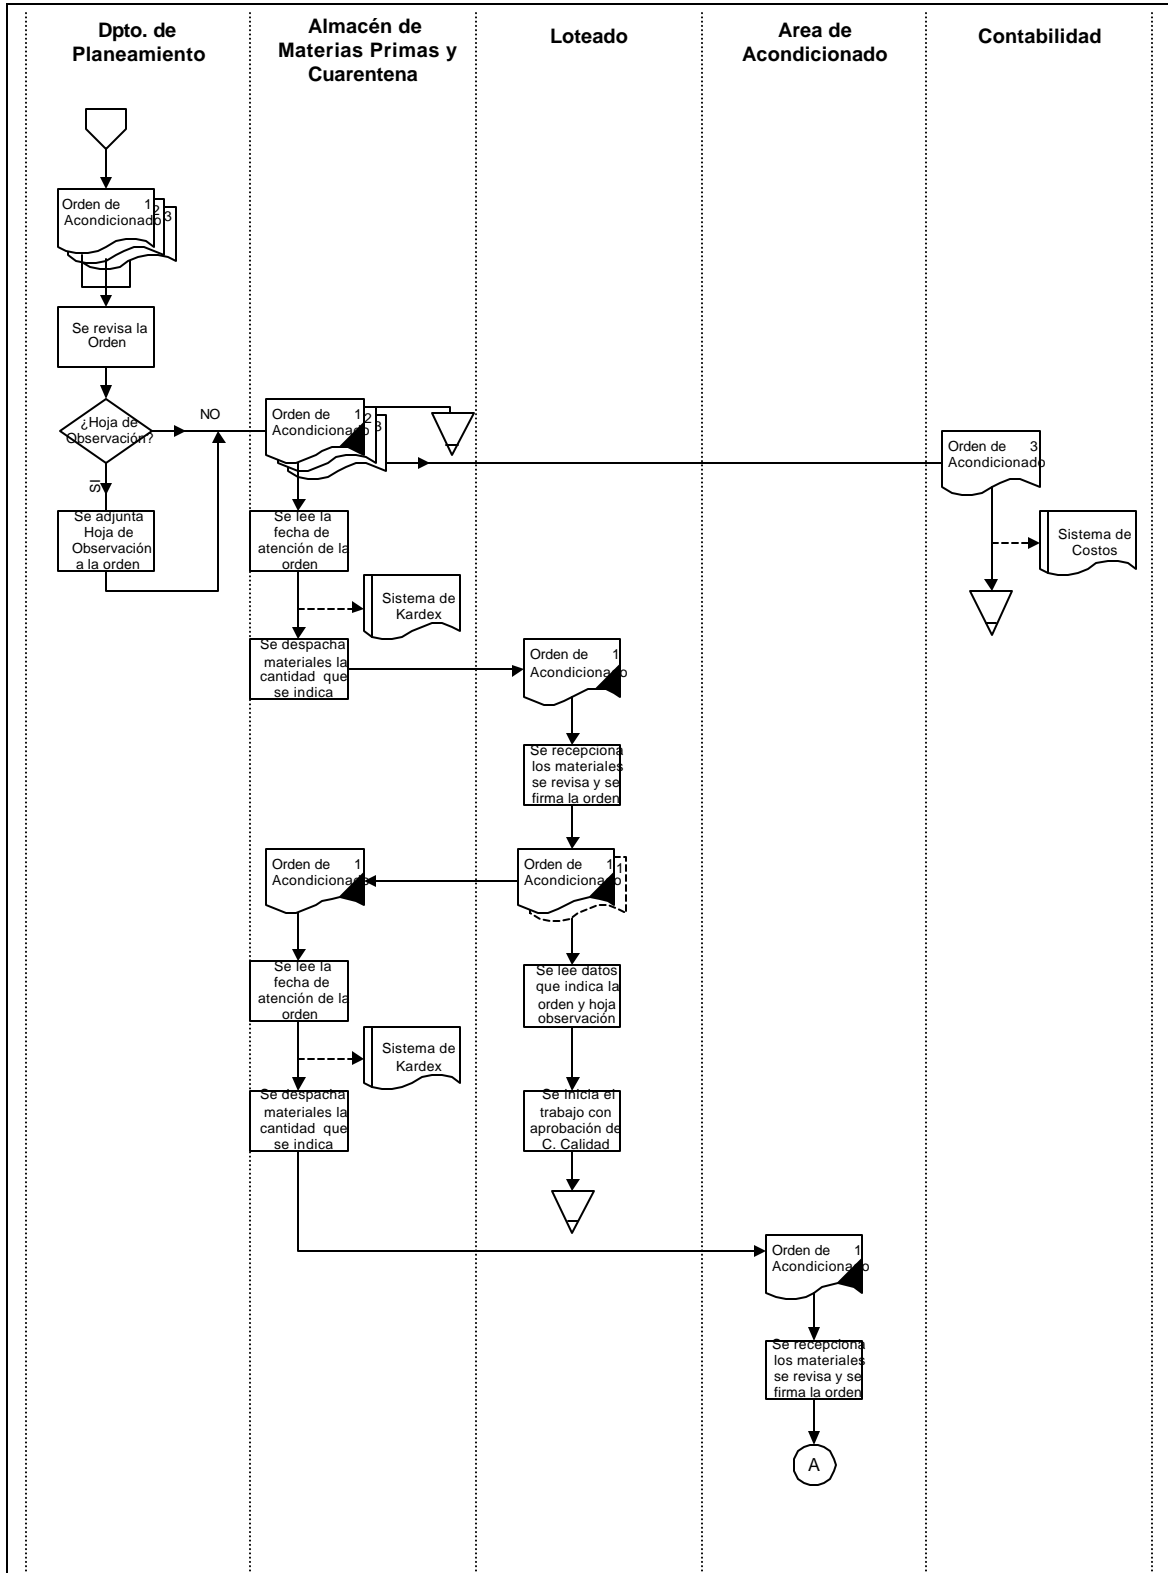 Dpto. de
Planeamiento
Almacén de
Materias Primas y
Cuarentena
Loteado
Area de
Acondicionado
Contabilidad
Orden de 1
Acondicionado
2
3
Se revisa la
Orden
¿Hoja de
Observación?
NO
SI
Se adjunta
Hoja de
Observación
a la orden
Orden de 1
Acondicionado
2
3
Orden de 3
Acondicionado
Se lee la
fecha de
atención de la
orden
Sistema de
Costos
Sistema de
Kardex
Se despacha
materiales la
cantidad que
se indica
Orden de 1
Acondicionado
Se recepciona
los materiales
se revisa y se
firma la orden
Orden de 1
Acondicionado
Orden de 1
Acondicionado
1
Se lee la
fecha de
atención de la
orden
Se lee datos
que indica la
orden y hoja
observación
Sistema de
Kardex
Se despacha
materiales la
cantidad que
se indica
Se inicia el
trabajo con
aprobación de
C. Calidad
Orden de 1
Acondicionado
Se recepciona
los materiales
se revisa y se
firma la orden
A